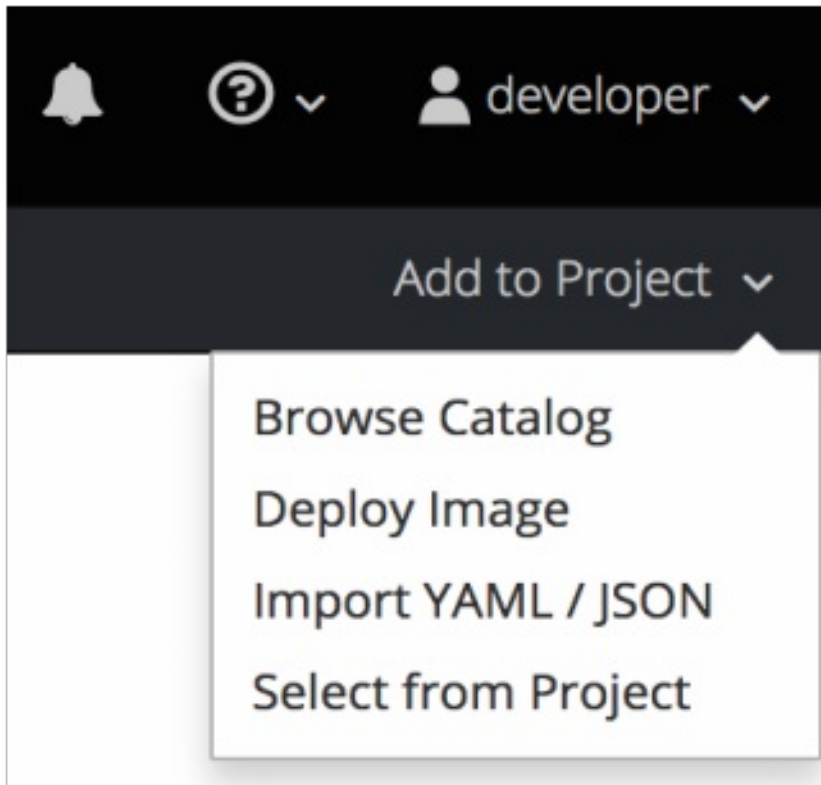 developer
Add to Project
Browse Catalog
Deploy Image
Import YAML / JSON
Select from Project